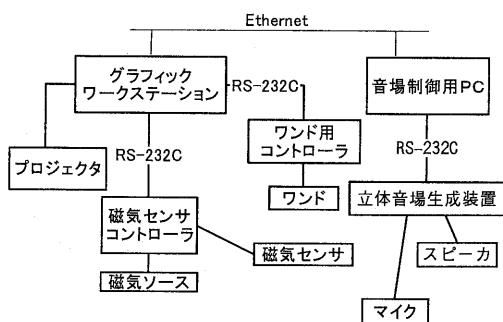 Ethernet
グラフィック
ワークステーション
RS-232C
音場制御用PC
プロジェクタ
RS-232C
ワンド用
コントローラ
RS-232C
ワンド
立体音場生成装置
磁気センサ
コントローラ
磁気センサ
スピーカ
磁気ソース
マイク